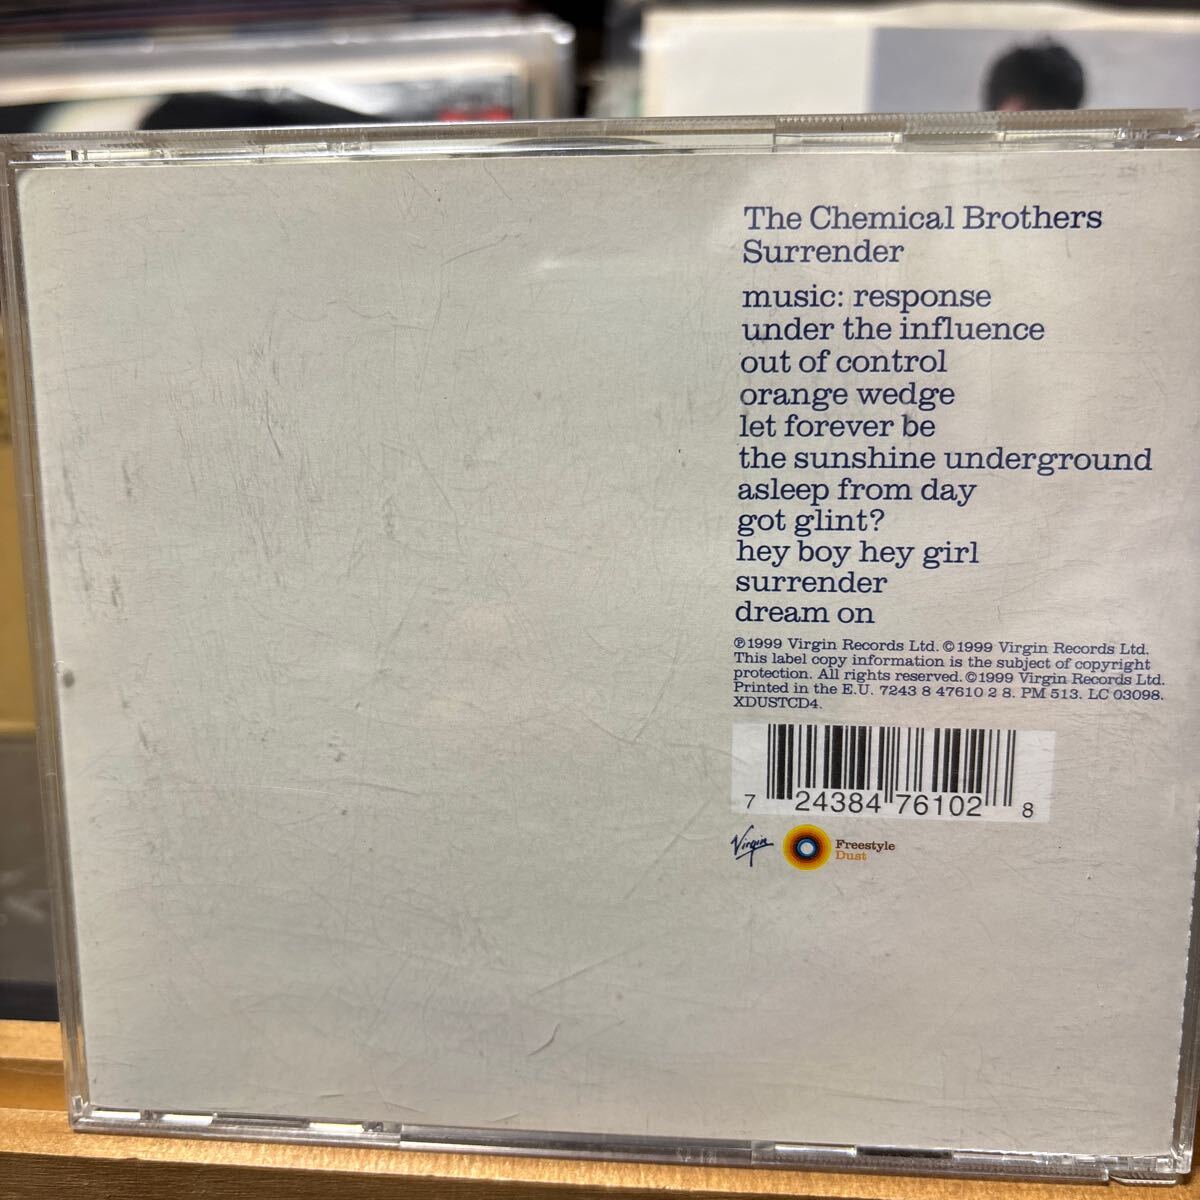 The Chemical Brothers
Surrender
music: response
under the influence
out of control
orange wedge
let forever be
the sunshine underground
asleep from day
got glint?
hey boy hey girl
surrender
dream on
℗1999 Virgin Records Ltd. ©1999 Virgin Records Ltd.
This label copy information is the subject of copyright
protection. All rights reserved. ©1999 Virgin Records Ltd.
Printed in the E.U. 7243 8 47610 2 8. PM 513. LC 03098.
XDUSTCD4.
7 24384 76102 8
Virgin
Freestyle
Dust